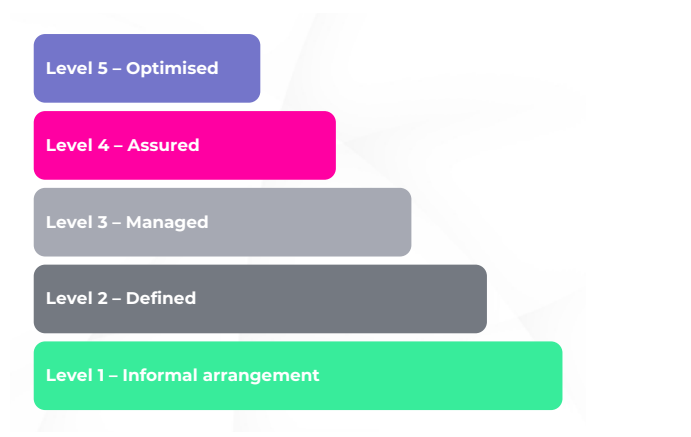 Level 5 – Optimised
Level 4 – Assured
Level 3 – Managed
Level 2 – Defined
Level 1 – Informal arrangement